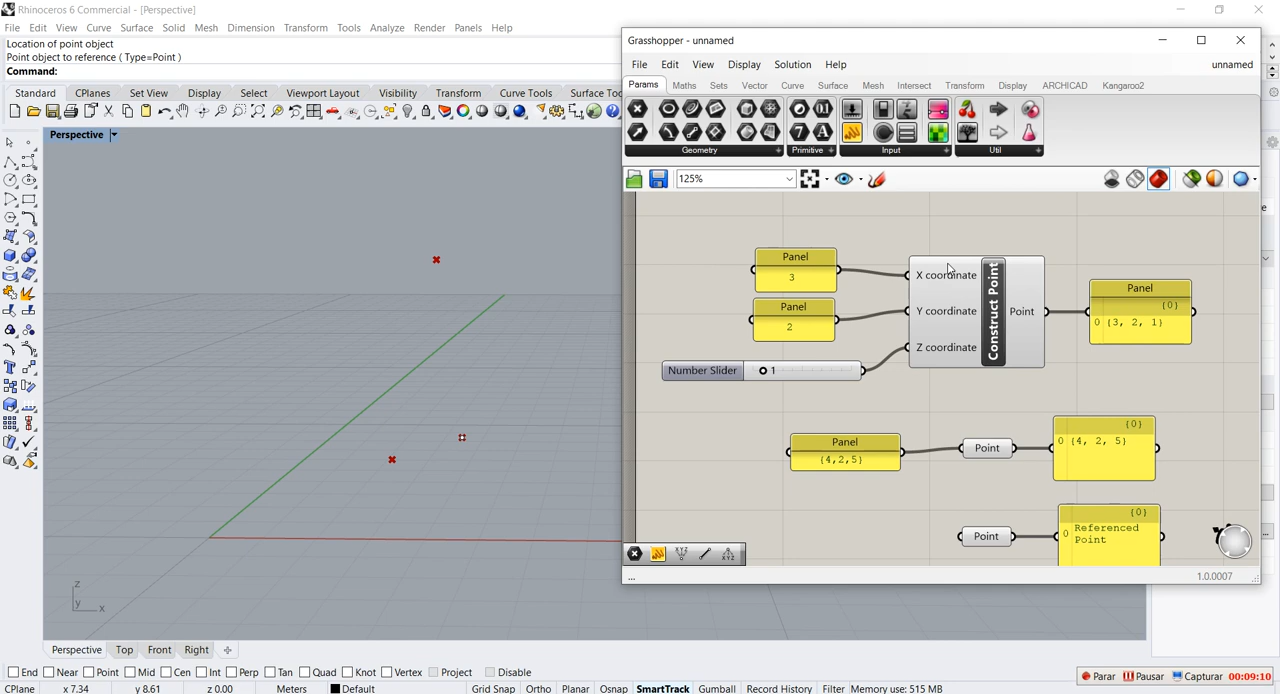 Rhinoceros 6 Commercial - [Perspective]
File Edit View Curve Surface Solid Mesh Dimension Transform Tools Analyze Render Panels Help
Location of point object
Point object to reference ( Type=Point )
Command:
Standard CPlanes Set View Display Select Viewport Layout Visibility Transform Curve Tools Surface Too
Perspective
Grasshopper - unnamed
File Edit View Display Solution Help unnamed
Params Maths Sets Vector Curve Surface Mesh Intersect Transform Display ARCHICAD Kangaroo2
Geometry Primitive Input Util
125%
Panel
3
Panel
2
Number Slider 1
X coordinate
Y coordinate
Z coordinate
Construct Point
Point
Panel
{0}
0 {3, 2, 1}
Panel
{4,2,5}
Point
{0}
0 {4, 2, 5}
Point
{0}
0 Referenced
Point
...
1.0.0007
z
y
x
Perspective Top Front Right
End Near Point Mid Cen Int Perp Tan Quad Knot Vertex Project Disable
CPlane x 7.34 y 8.61 z 0.00 Meters Default Grid Snap Ortho Planar Osnap SmartTrack Gumball Record History Filter Memory use: 515 MB
Parar Pausar Capturar 00:09:10